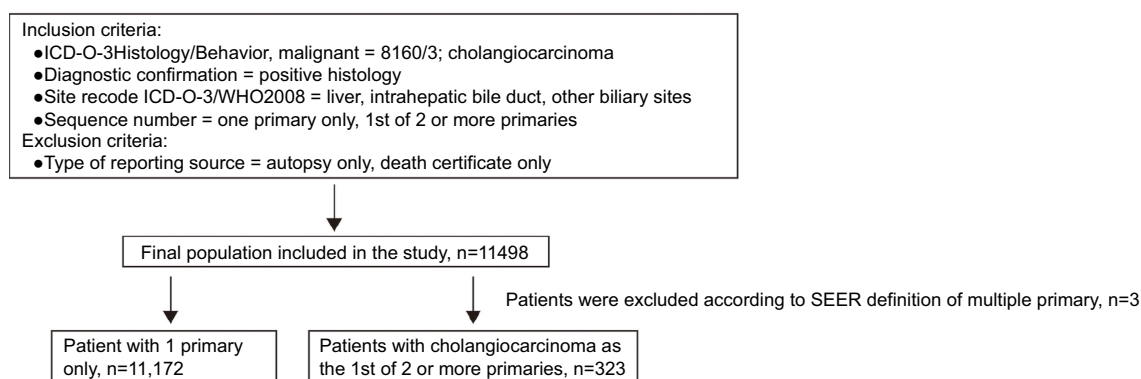 Inclusion criteria:
●ICD-O-3Histology/Behavior, malignant = 8160/3; cholangiocarcinoma
●Diagnostic confirmation = positive histology
●Site recode ICD-O-3/WHO2008 = liver, intrahepatic bile duct, other biliary sites
●Sequence number = one primary only, 1st of 2 or more primaries
Exclusion criteria:
●Type of reporting source = autopsy only, death certificate only
Final population included in the study, n=11498
Patients were excluded according to SEER definition of multiple primary, n=3
Patient with 1 primary
only, n=11,172
Patients with cholangiocarcinoma as
the 1st of 2 or more primaries, n=323